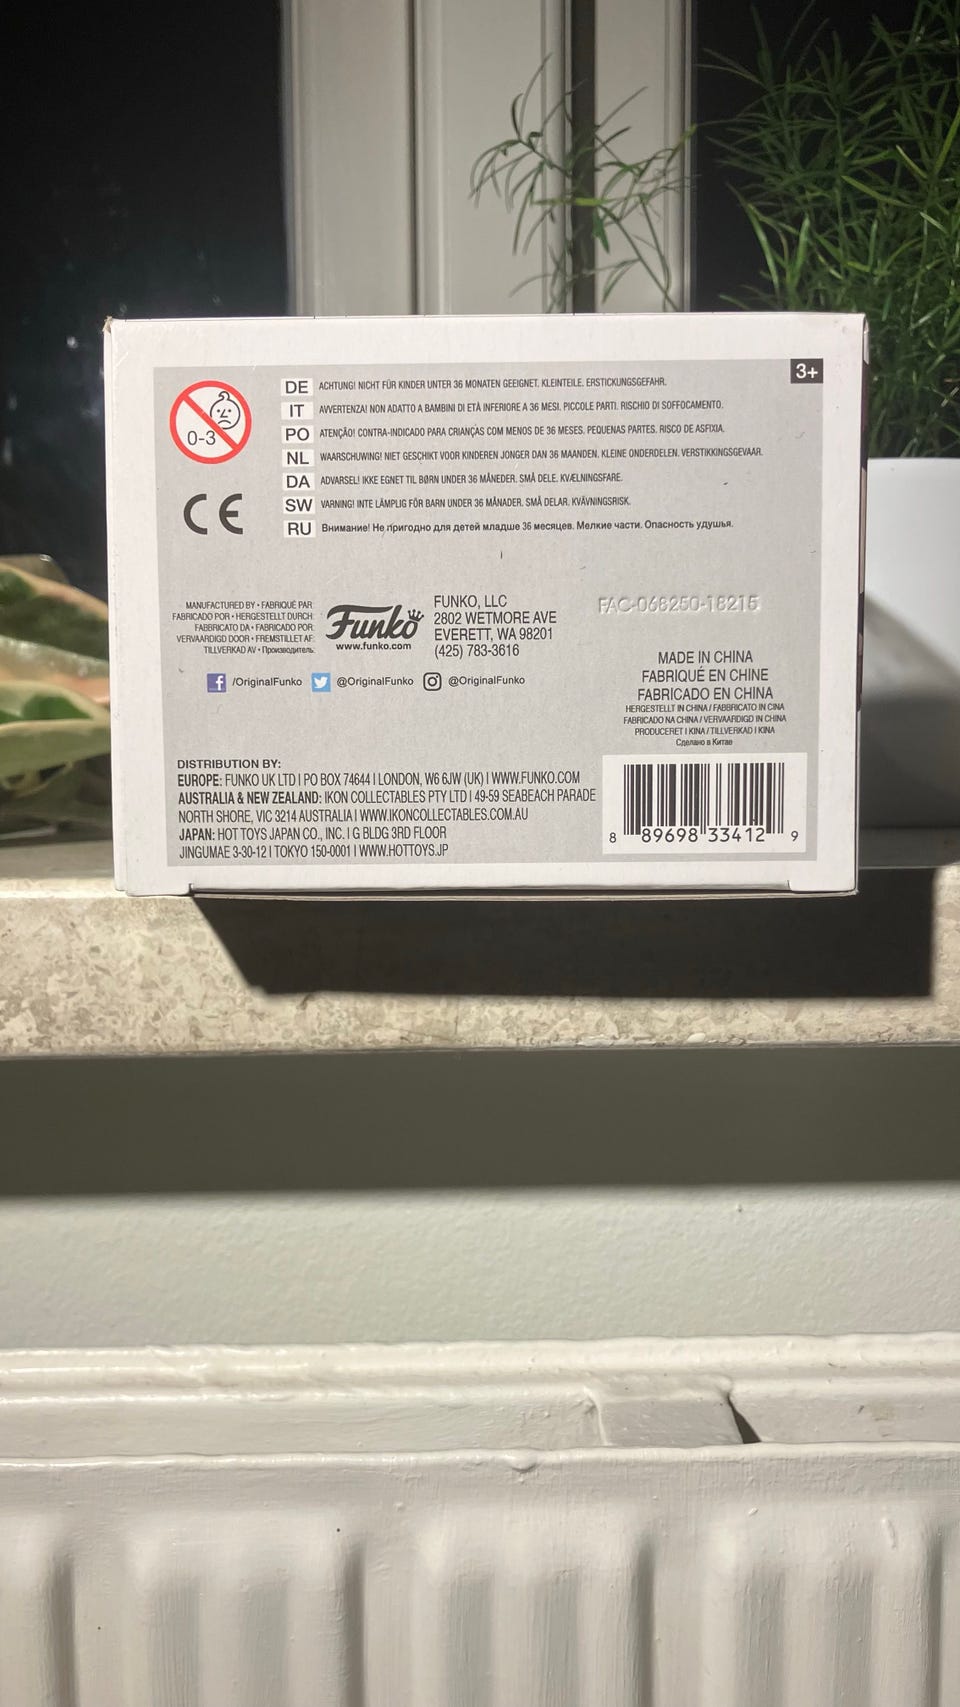 3+
0-3
DE ACHTUNG! NICHT FÜR KINDER UNTER 36 MONATEN GEEIGNET. KLEINTEILE. ERSTICKUNGSGEFAHR.
IT AVVERTENZA! NON ADATTO A BAMBINI DI ETÀ INFERIORE A 36 MESI. PICCOLE PARTI. RISCHIO DI SOFFOCAMENTO.
PO ATENÇÃO! CONTRA-INDICADO PARA CRIANÇAS COM MENOS DE 36 MESES. PEQUENAS PARTES. RISCO DE ASFIXIA.
NL WAARSCHUWING! NIET GESCHIKT VOOR KINDEREN JONGER DAN 36 MAANDEN. KLEINE ONDERDELEN. VERSTIKKINGSGEVAAR.
DA ADVARSEL! IKKE EGNET TIL BØRN UNDER 36 MÅNEDER. SMÅ DELE. KVÆLNINGSFARE.
SW VARNING! INTE LÄMPLIG FÖR BARN UNDER 36 MÅNADER. SMÅ DELAR. KVÄVNINGSRISK.
RU Внимание! Не пригодно для детей младше 36 месяцев. Мелкие части. Опасность удушья.
CE
MANUFACTURED BY • FABRIQUÉ PAR:
FABRICADO POR • HERGESTELLT DURCH:
FABBRICATO DA • FABRICADO POR:
VERVAARDIGD DOOR • FREMSTILLET AF:
TILLVERKAD AV • Производитель:
Funko
www.funko.com
FUNKO, LLC
2802 WETMORE AVE
EVERETT, WA 98201
(425) 783-3616
/OriginalFunko @OriginalFunko @OriginalFunko
FAC-068250-18215
MADE IN CHINA
FABRIQUÉ EN CHINE
FABRICADO EN CHINA
HERGESTELLT IN CHINA / FABBRICATO IN CINA
FABRICADO NA CHINA / VERVAARDIGD IN CHINA
PRODUCERET I KINA / TILLVERKAD I KINA
Сделано в Китае
DISTRIBUTION BY:
EUROPE: FUNKO UK LTD | PO BOX 74644 | LONDON, W6 6JW (UK) | WWW.FUNKO.COM
AUSTRALIA & NEW ZEALAND: IKON COLLECTABLES PTY LTD | 49-59 SEABEACH PARADE
NORTH SHORE, VIC 3214 AUSTRALIA | WWW.IKONCOLLECTABLES.COM.AU
JAPAN: HOT TOYS JAPAN CO., INC. | G BLDG 3RD FLOOR
JINGUMAE 3-30-12 | TOKYO 150-0001 | WWW.HOTTOYS.JP
8 89698 33412 9